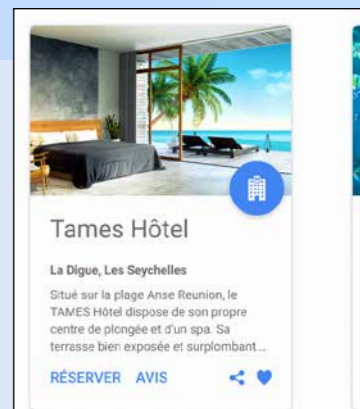 Tames Hôtel
La Digue, Les Seychelles
Situé sur la plage Anse Reunion, le
TAMES Hôtel dispose de son propre
centre de plongée et d'un spa. Sa
terrasse bien exposée et surplombant...
RÉSERVER AVIS